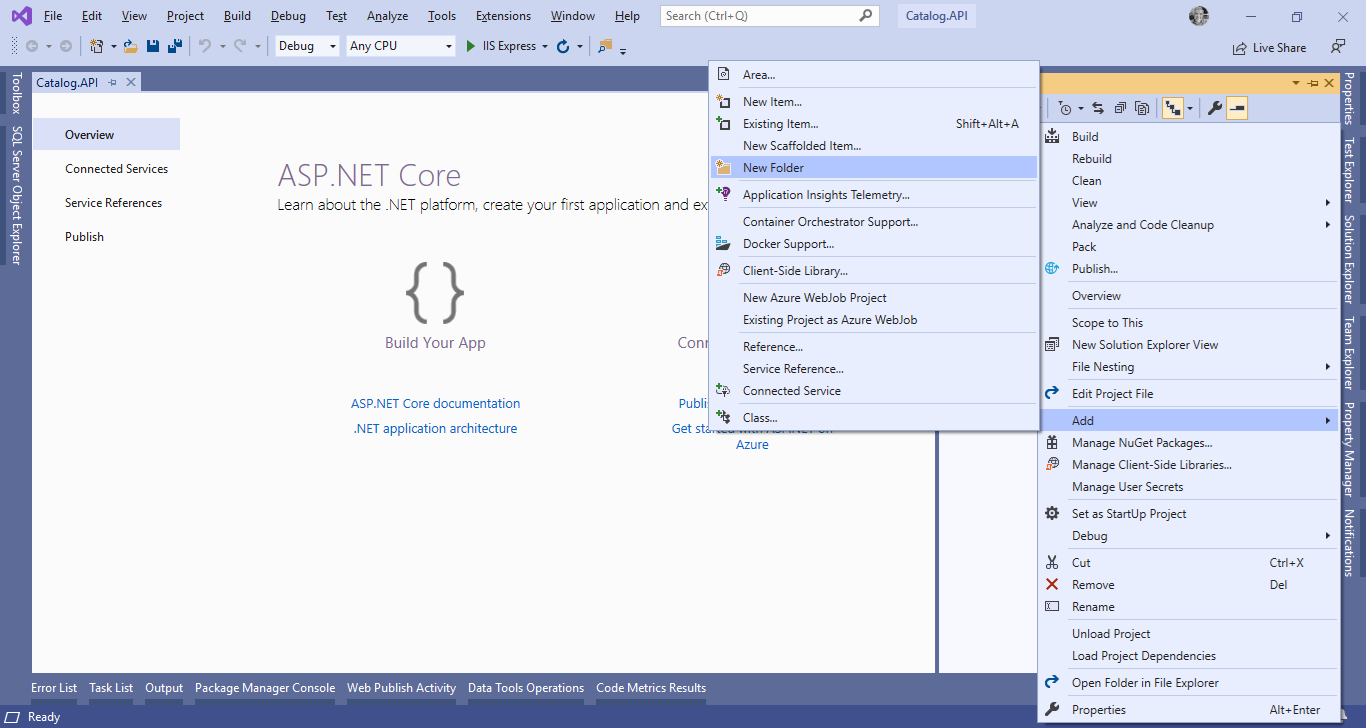 File Edit View Project Build Debug Test Analyze Tools Extensions Window Help Search (Ctrl+Q) Catalog.API
Debug Any CPU IIS Express Live Share
Toolbox
SQL Server Object Explorer
Catalog.API
Overview
Connected Services
Service References
Publish
ASP.NET Core
Learn about the .NET platform, create your first application and ex
{ }
Build Your App
Conn
ASP.NET Core documentation
.NET application architecture
Publis
Get started with ASP.NET on
Azure
Area...
New Item...
Existing Item... Shift+Alt+A
New Scaffolded Item...
New Folder
Application Insights Telemetry...
Container Orchestrator Support...
Docker Support...
Client-Side Library...
New Azure WebJob Project
Existing Project as Azure WebJob
Reference...
Service Reference...
Connected Service
Class...
Build
Rebuild
Clean
View
Analyze and Code Cleanup
Pack
Publish...
Overview
Scope to This
New Solution Explorer View
File Nesting
Edit Project File
Add
Manage NuGet Packages...
Manage Client-Side Libraries...
Manage User Secrets
Set as StartUp Project
Debug
Cut Ctrl+X
Remove Del
Rename
Unload Project
Load Project Dependencies
Open Folder in File Explorer
Properties Alt+Enter
Properties
Test Explorer
Solution Explorer
Team Explorer
Property Manager
Notifications
Error List Task List Output Package Manager Console Web Publish Activity Data Tools Operations Code Metrics Results
Ready